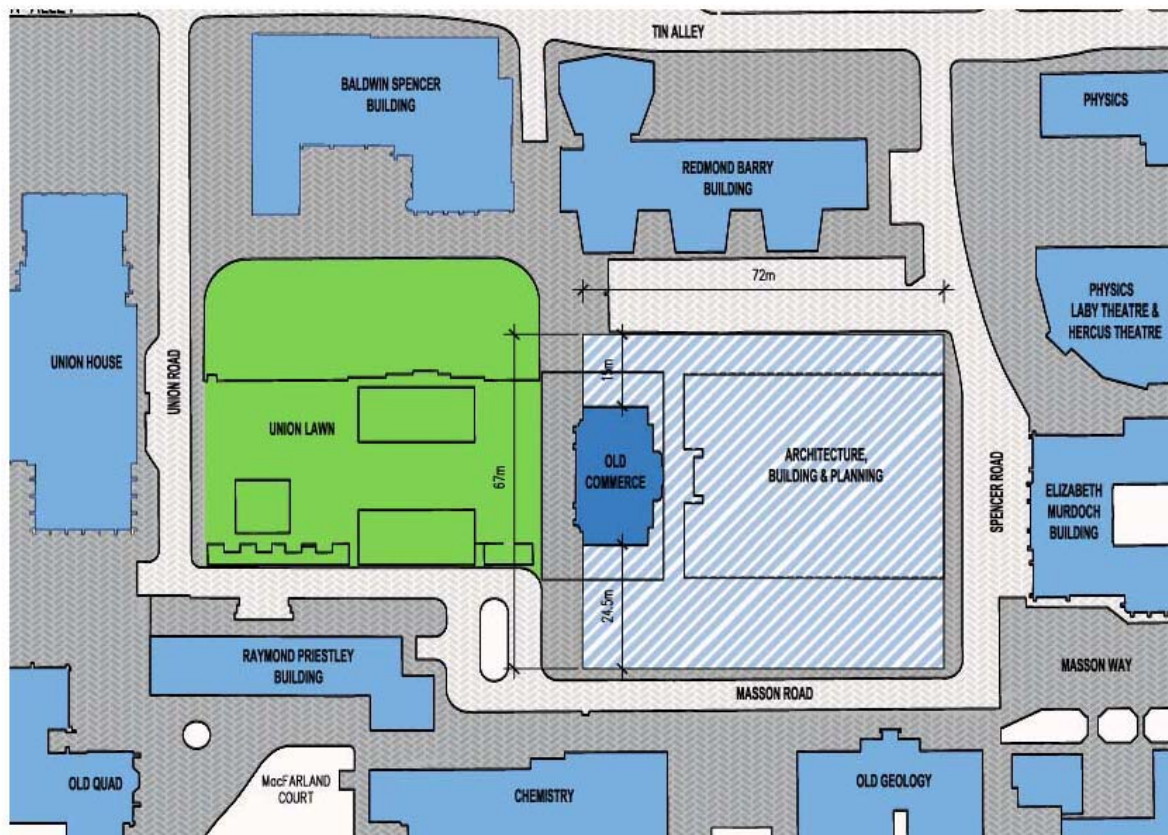 TIN ALLEY
BALDWIN SPENCER
BUILDING
PHYSICS
REDMOND BARRY
BUILDING
72m
PHYSICS
LABY THEATRE &
HERCUS THEATRE
UNION HOUSE
UNION ROAD
15m
UNION LAWN
67m
OLD
COMMERCE
ARCHITECTURE,
BUILDING & PLANNING
SPENCER ROAD
ELIZABETH
MURDOCH
BUILDING
24.5m
RAYMOND PRIESTLEY
BUILDING
MASSON WAY
MASSON ROAD
OLD QUAD
MacFARLAND
COURT
CHEMISTRY
OLD GEOLOGY